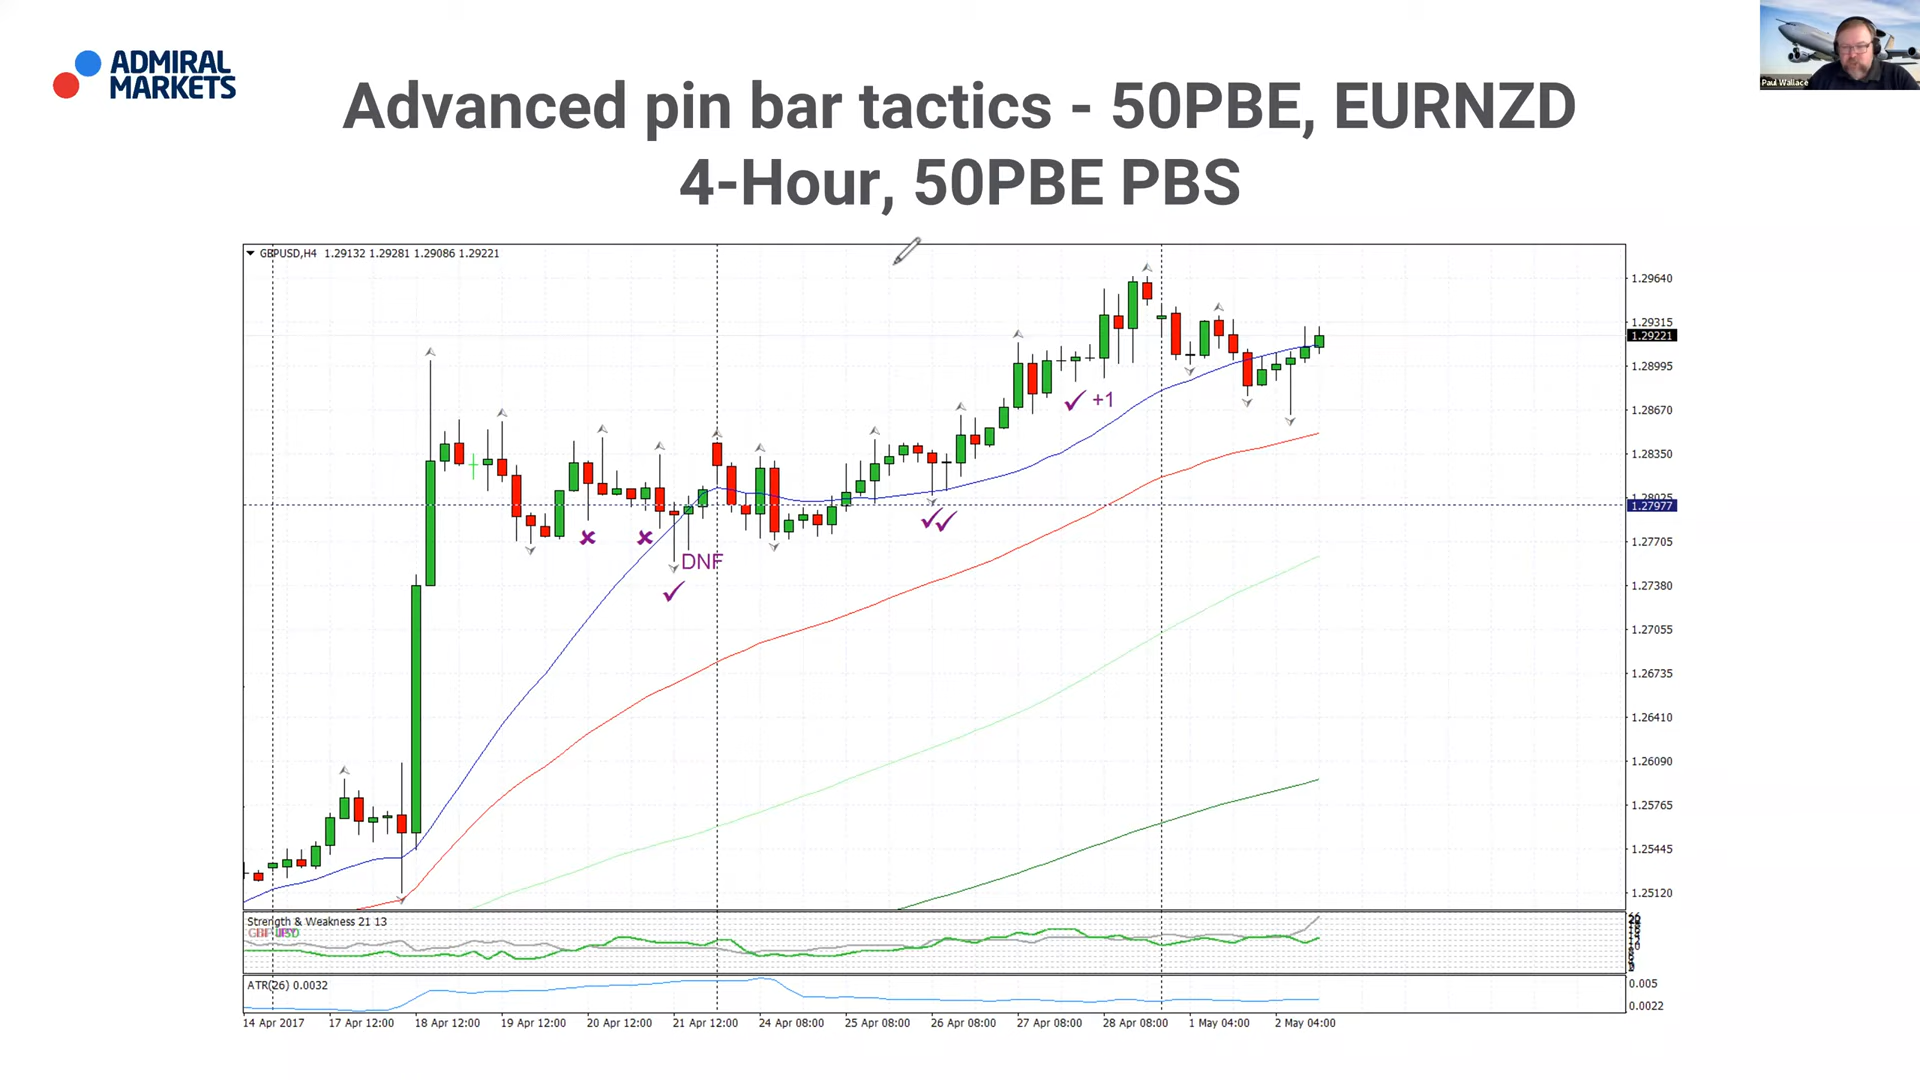 ADMIRAL
MARKETS
Paul Wallace
Advanced pin bar tactics - 50PBE, EURNZD
4-Hour, 50PBE PBS
GBPUSD,H4 1.29132 1.29281 1.29086 1.29221
1.29640
1.29315
1.29221
1.28995
+1
1.28670
1.28350
1.28025
1.27977
1.27705
DNF
1.27380
1.27055
1.26735
1.26410
1.26090
1.25765
1.25445
1.25120
Strength & Weakness 21 13
ATR(26) 0.0032
0.005
0.0022
14 Apr 2017 17 Apr 12:00 18 Apr 12:00 19 Apr 12:00 20 Apr 12:00 21 Apr 12:00 24 Apr 08:00 25 Apr 08:00 26 Apr 08:00 27 Apr 08:00 28 Apr 08:00 1 May 04:00 2 May 04:00